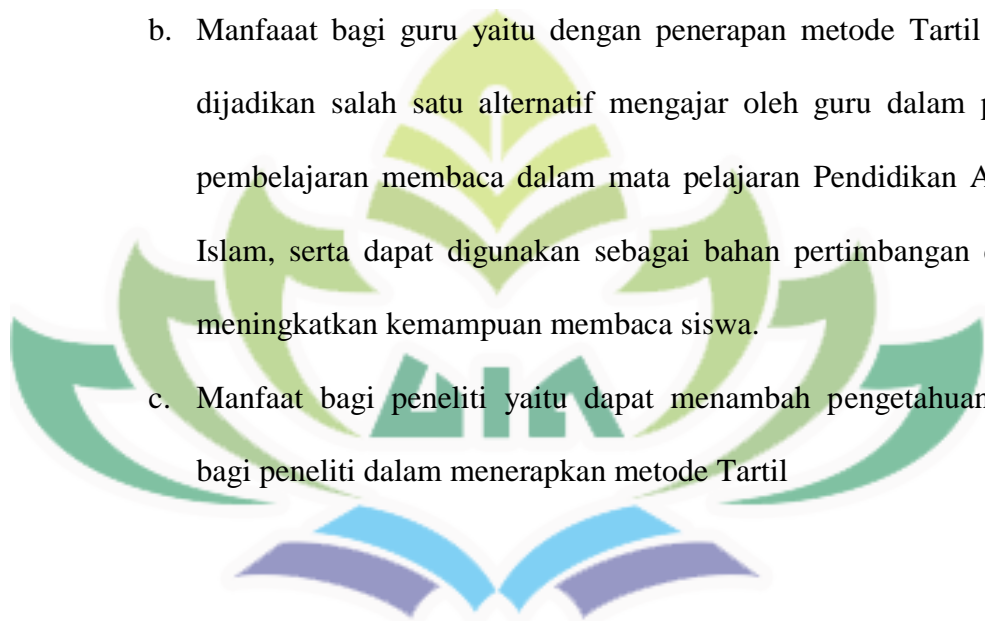 b. Manfaaat bagi guru yaitu dengan penerapan metode Tartil
dijadikan salah satu alternatif mengajar oleh guru dalam
pembelajaran membaca dalam mata pelajaran Pendidikan
Islam, serta dapat digunakan sebagai bahan pertimbangan
meningkatkan kemampuan membaca siswa.
c. Manfaat bagi peneliti yaitu dapat menambah pengetahuan
bagi peneliti dalam menerapkan metode Tartil
UIN